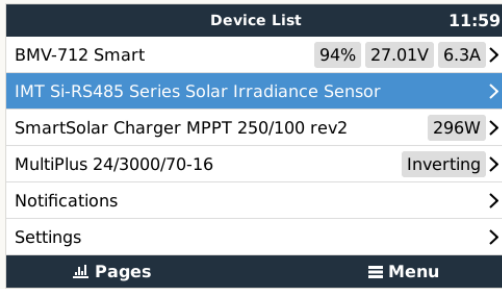 Device List 11:59
BMV-712 Smart 94% 27.01V 6.3A
IMT Si-RS485 Series Solar Irradiance Sensor
SmartSolar Charger MPPT 250/100 rev2 296W
MultiPlus 24/3000/70-16 Inverting
Notifications
Settings
Pages Menu